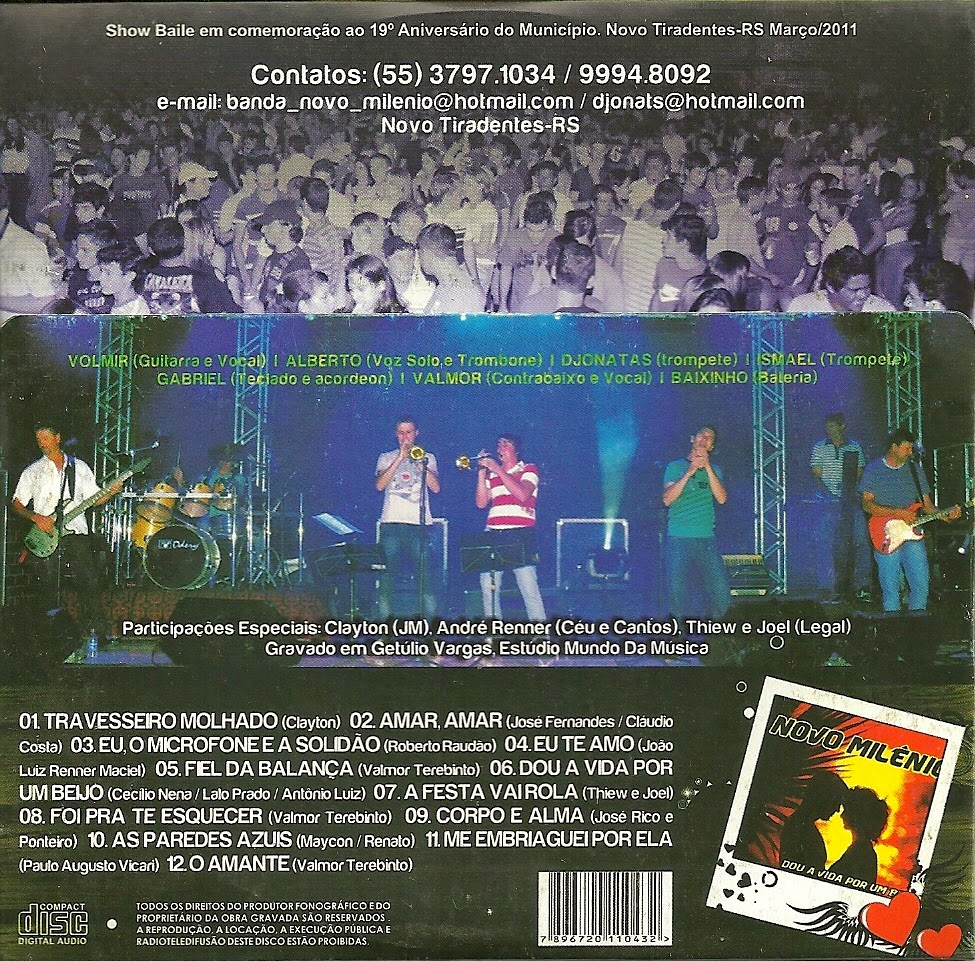 Show Baile em comemoração ao 19º Aniversário do Município. Novo Tiradentes-RS Março/2011
Contatos: (55) 3797.1034 / 9994.8092
e-mail: banda_novo_milenio@hotmail.com / djonats@hotmail.com
Novo Tiradentes-RS
VOLMIR (Guitarra e Vocal) | ALBERTO (Voz Solo e Trombone) | DJONATAS (trompete) | ISMAEL (Trompete)
GABRIEL (Teclado e acordeon) | VALMOR (Contrabaixo e Vocal) | BAIXINHO (Bateria)
Odery
Participações Especiais: Clayton (JM), André Renner (Céu e Cantos), Thiew e Joel (Legal)
Gravado em Getúlio Vargas, Estúdio Mundo Da Música
01. TRAVESSEIRO MOLHADO (Clayton) 02. AMAR, AMAR (José Fernandes / Cláudio
Costa) 03. EU, O MICROFONE E A SOLIDÃO (Roberto Raudão) 04. EU TE AMO (João
Luiz Renner Maciel) 05. FIEL DA BALANÇA (Valmor Terebinto) 06. DOU A VIDA POR
UM BEIJO (Cecílio Nena / Lalo Prado / Antônio Luiz) 07. A FESTA VAI ROLA (Thiew e Joel)
08. FOI PRA TE ESQUECER (Valmor Terebinto) 09. CORPO E ALMA (José Rico e
Ponteiro) 10. AS PAREDES AZUIS (Maycon / Renato) 11. ME EMBRIAGUEI POR ELA
(Paulo Augusto Vicari) 12. O AMANTE (Valmor Terebinto)
NOVO MILÊNIO
DOU A VIDA POR UM B
COMPACT
disc
DIGITAL AUDIO
TODOS OS DIREITOS DO PRODUTOR FONOGRÁFICO E DO
PROPRIETÁRIO DA OBRA GRAVADA SÃO RESERVADOS .
A REPRODUÇÃO, A LOCAÇÃO, A EXECUÇÃO PÚBLICA E
RADIOTELEDIFUSÃO DESTE DISCO ESTÃO PROIBIDAS.
7 896720 110432 >